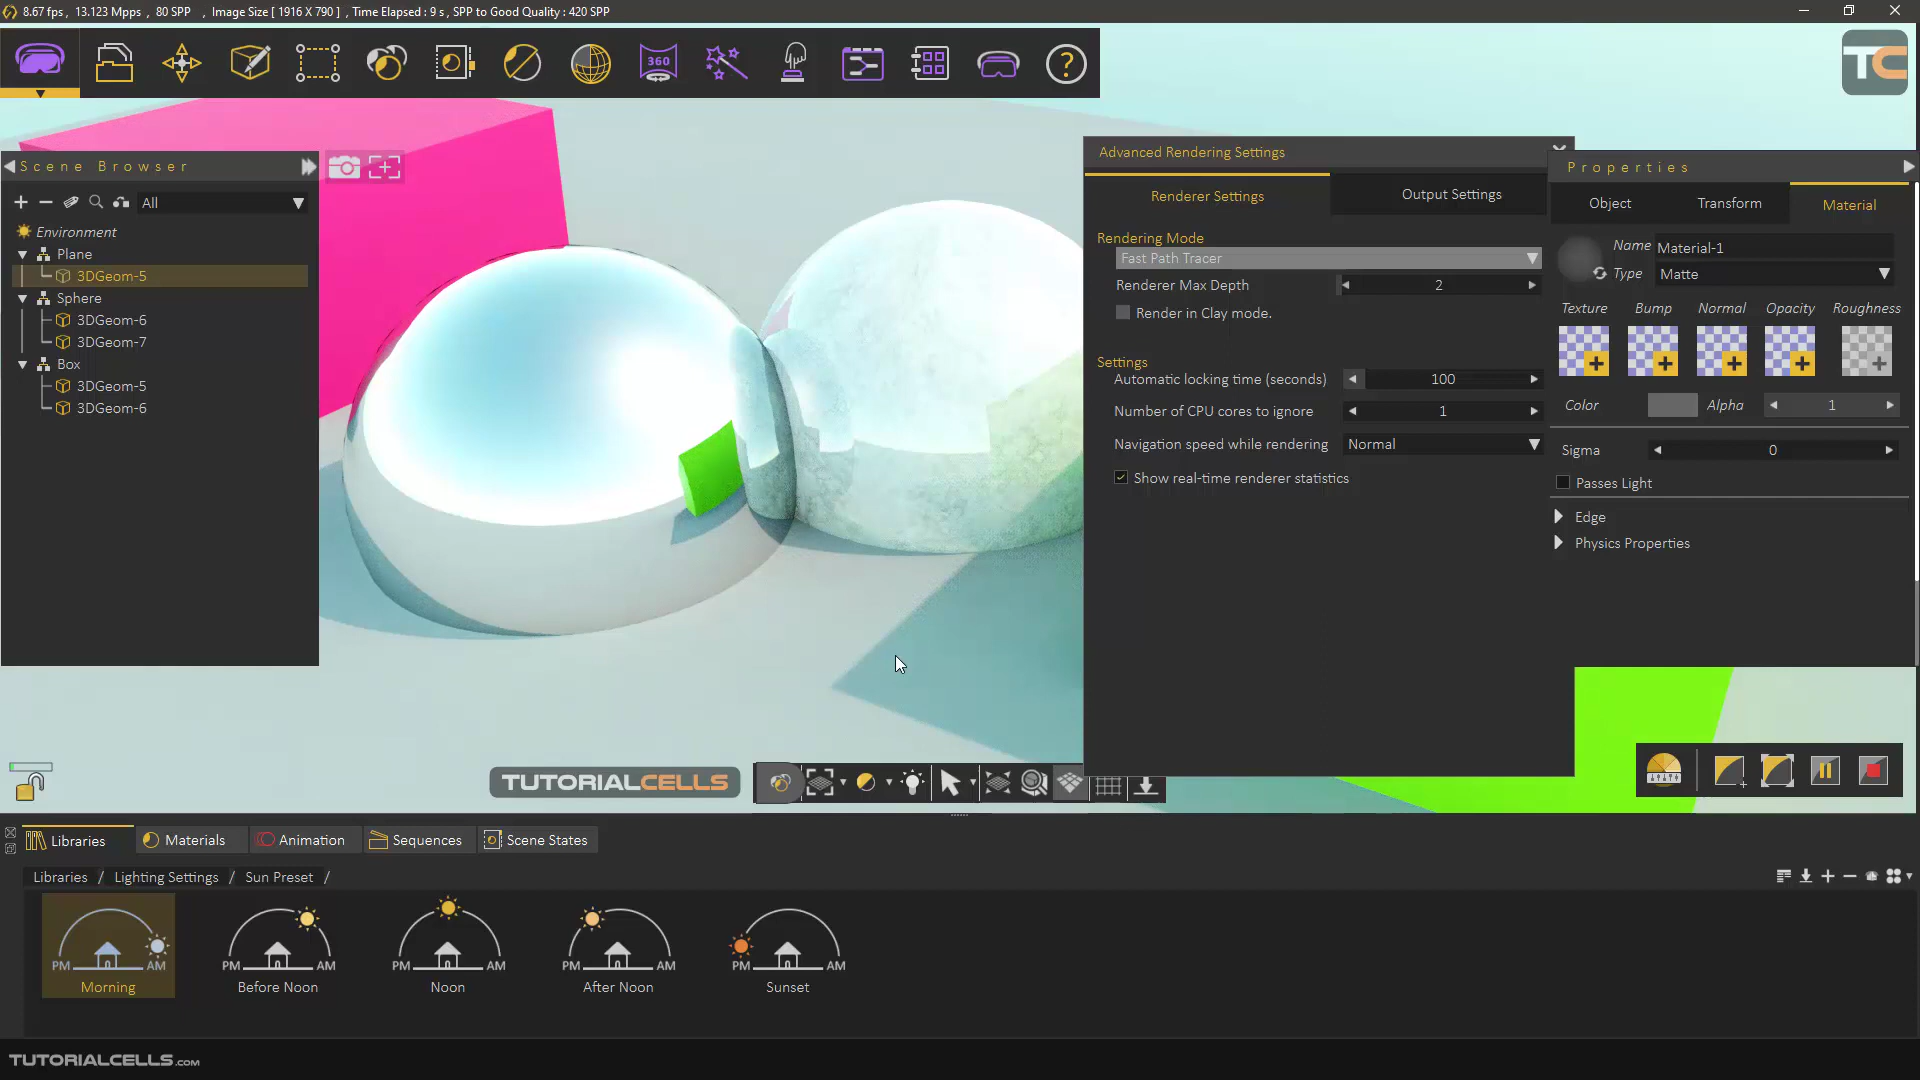 8.67 fps , 13.123 Mpps , 80 SPP , Image Size [ 1916 X 790 ] , Time Elapsed : 9 s , SPP to Good Quality : 420 SPP
360
?
TC
Scene Browser
All
Environment
Plane
3DGeom-5
Sphere
3DGeom-6
3DGeom-7
Box
3DGeom-5
3DGeom-6
Advanced Rendering Settings
Renderer Settings
Output Settings
Rendering Mode
Fast Path Tracer
Renderer Max Depth
2
Render in Clay mode.
Settings
Automatic locking time (seconds)
100
Number of CPU cores to ignore
1
Navigation speed while rendering
Normal
Show real-time renderer statistics
Properties
Object
Transform
Material
Name
Material-1
Type
Matte
Texture
Bump
Normal
Opacity
Roughness
Color
Alpha
1
Sigma
0
Passes Light
Edge
Physics Properties
TUTORIALCELLS
Libraries
Materials
Animation
Sequences
Scene States
Libraries / Lighting Settings / Sun Preset /
PM AM
Morning
PM AM
Before Noon
PM AM
Noon
PM AM
After Noon
PM AM
Sunset
TUTORIALCELLS.COM